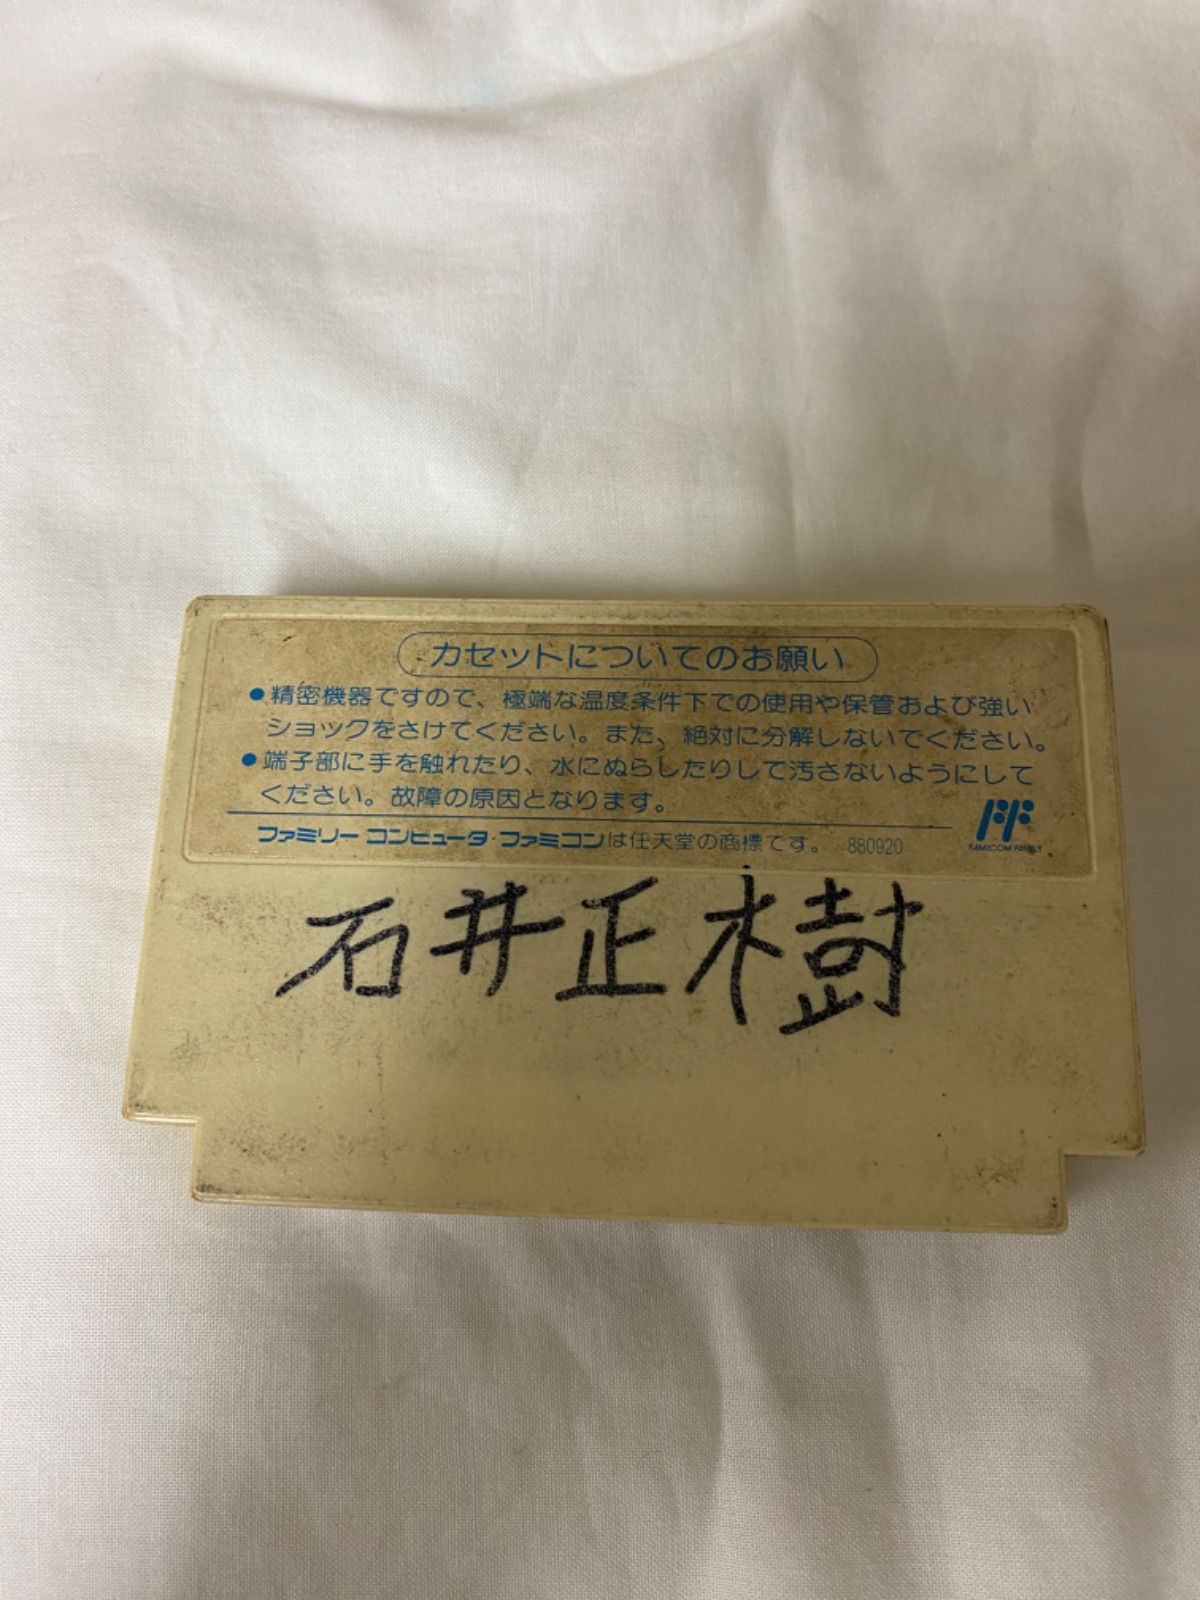 カセットについてのお願い
●精密機器ですので、極端な温度条件下での使用や保管および強い
ショックをさけてください。また、絶対に分解しないでください。
●端子部に手を触れたり、水にぬらしたりして汚さないようにして
ください。故障の原因となります。
ファミリーコンピュータ・ファミコンは任天堂の商標です。 880920
FAMICOM FAMILY
石井正樹